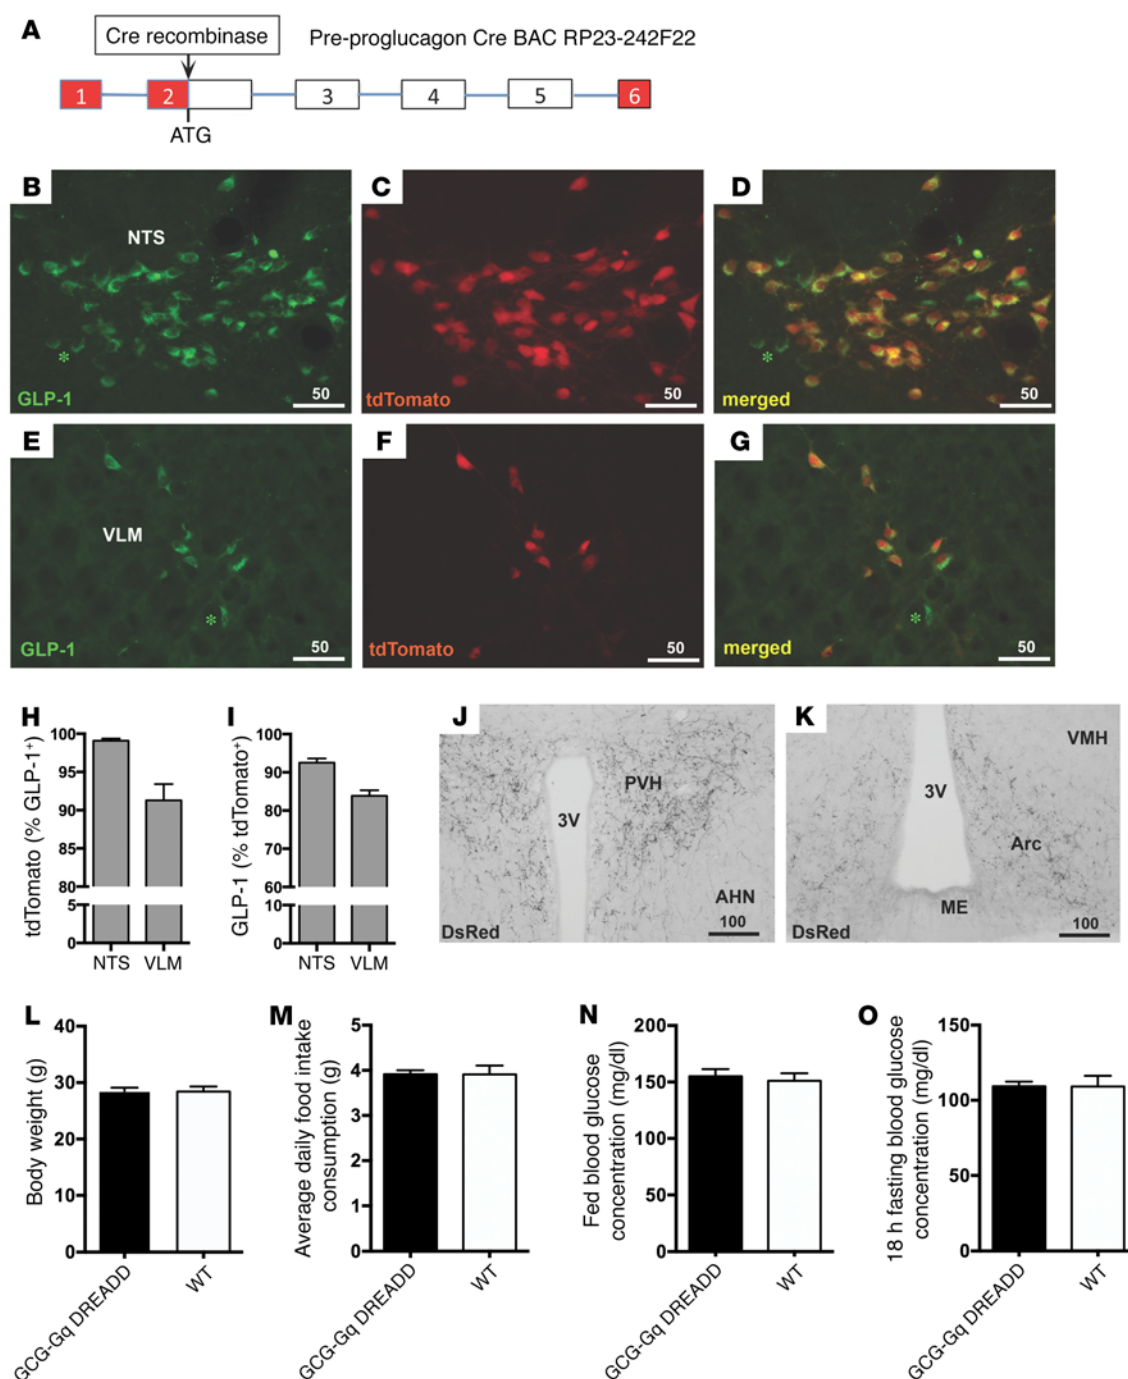 A
Cre recombinase
Pre-proglucagon Cre BAC RP23-242F22
1 2 3 4 5 6
ATG
B
NTS
*
GLP-1
50
C
tdTomato
50
D
*
merged
50
E
VLM
*
GLP-1
50
F
tdTomato
50
G
*
merged
50
H
tdTomato (% GLP-1⁺)
100
95
90
85
80
5
0
NTS VLM
I
GLP-1 (% tdTomato⁺)
100
90
80
70
60
10
0
NTS VLM
J
PVH
3V
AHN
DsRed
100
K
VMH
3V
Arc
ME
DsRed
100
L
Body weight (g)
40
30
20
10
0
GCG-Gq DREADD
WT
M
Average daily food intake
consumption (g)
5
4
3
2
1
0
GCG-Gq DREADD
WT
N
Fed blood glucose
concentration (mg/dl)
200
150
100
50
0
GCG-Gq DREADD
WT
O
18 h fasting blood glucose
concentration (mg/dl)
150
100
50
0
GCG-Gq DREADD
WT